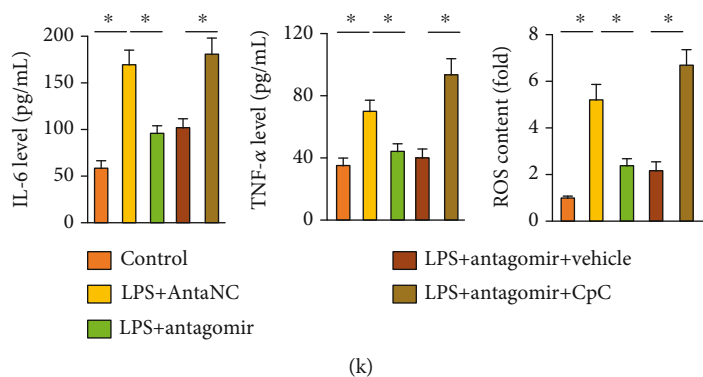 * * *
IL-6 level (pg/mL)
200
150
100
50
0
* * *
TNF-α level (pg/mL)
120
80
40
0
* * *
ROS content (fold)
8
6
4
2
0
Control
LPS+AntaNC
LPS+antagomir
LPS+antagomir+vehicle
LPS+antagomir+CpC
(k)